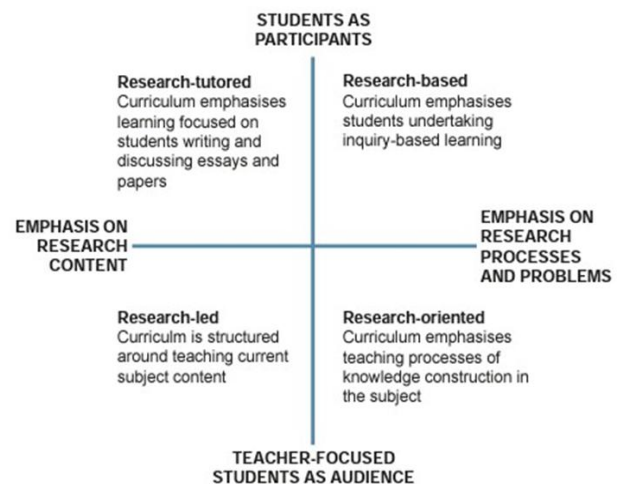 STUDENTS AS
PARTICIPANTS
Research-tutored
Curriculum emphasises
learning focused on
students writing and
discussing essays and
papers
Research-based
Curriculum emphasises
students undertaking
inquiry-based learning
EMPHASIS ON
RESEARCH
CONTENT
EMPHASIS ON
RESEARCH
PROCESSES
AND PROBLEMS
Research-led
Curriculm is structured
around teaching current
subject content
Research-oriented
Curriculum emphasises
teaching processes of
knowledge construction in
the subject
TEACHER-FOCUSED
STUDENTS AS AUDIENCE